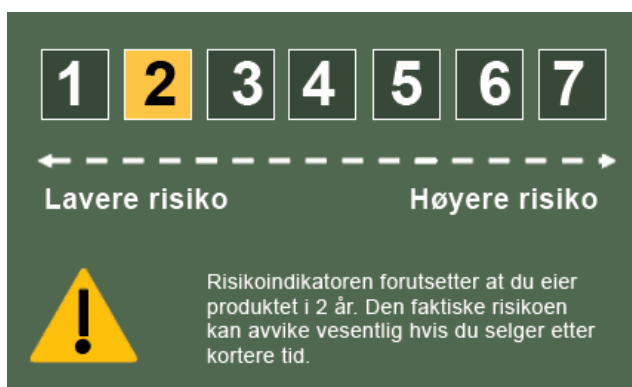 1 2 3 4 5 6 7
Lavere risiko Høyere risiko
Risikoindikatoren forutsetter at du eier
produktet i 2 år. Den faktiske risikoen
kan avvike vesentlig hvis du selger etter
kortere tid.